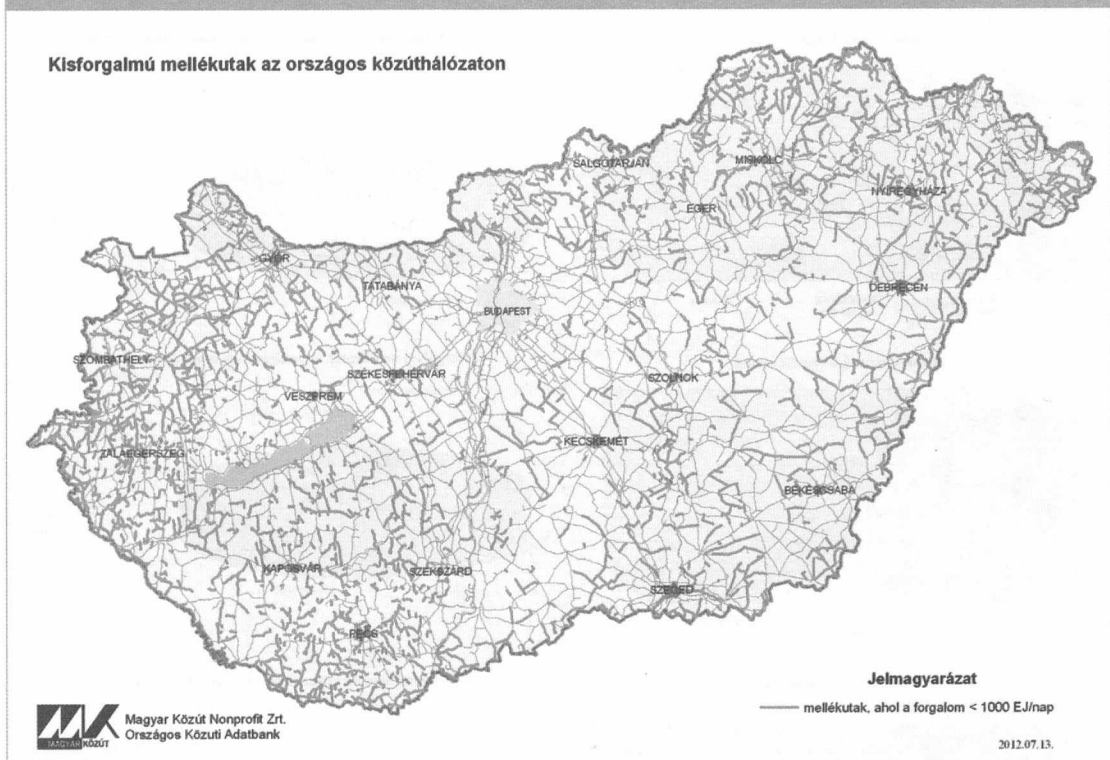 Kisforgalmú mellékutak az országos közúthálózaton
SALGÓTARJÁN
MISKOLC
NYÍREGYHÁZA
EGER
GYŐR
TATABÁNYA
DEBRECEN
BUDAPEST
SZOMBATHELY
SZÉKESFEHÉRVÁR
SZOLNOK
VESZPRÉM
KECSKEMÉT
ZALAEGERSZEG
BÉKÉSCSABA
KAPOSVÁR
SZEKSZÁRD
SZEGED
PÉCS
Jelmagyarázat
mellékutak, ahol a forgalom < 1000 EJ/nap
MK
MAGYAR KÖZÚT
Magyar Közút Nonprofit Zrt.
Országos Közuti Adatbank
2012.07.13.